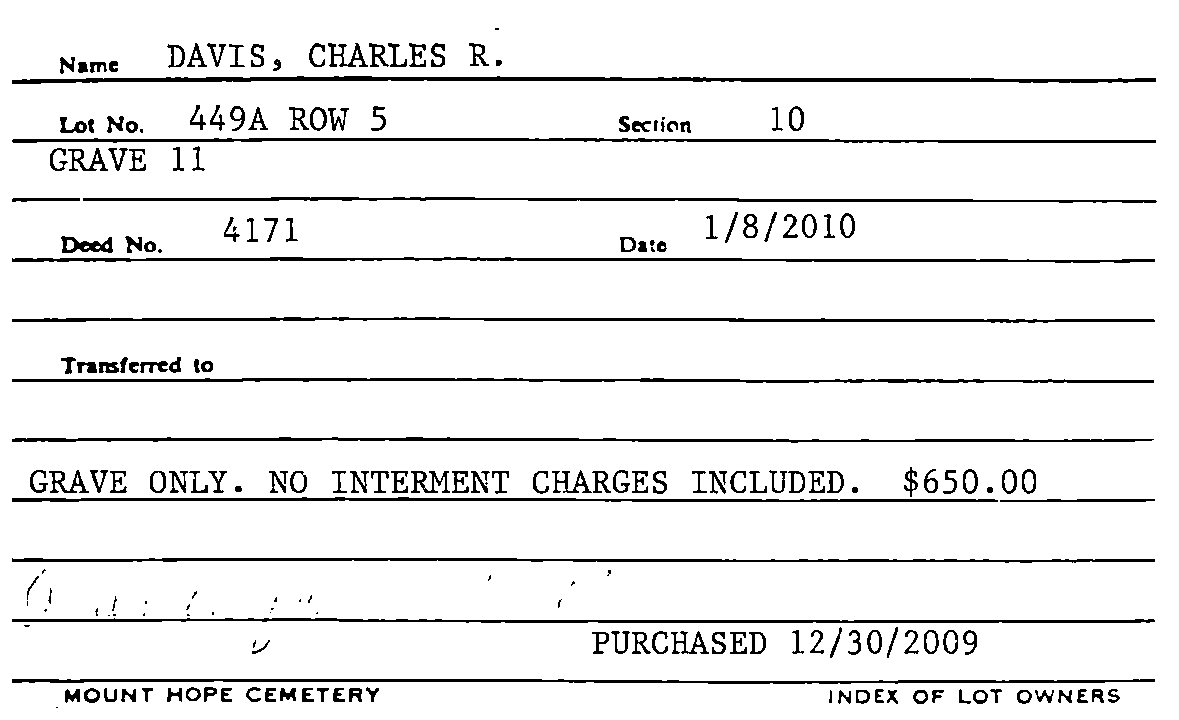 Name DAVIS, CHARLES R.
Lot No. 449A ROW 5 Section 10
GRAVE 11
Deed No. 4171 Date 1/8/2010
Transferred to
GRAVE ONLY. NO INTERMENT CHARGES INCLUDED. $650.00
PURCHASED 12/30/2009
MOUNT HOPE CEMETERY INDEX OF LOT OWNERS